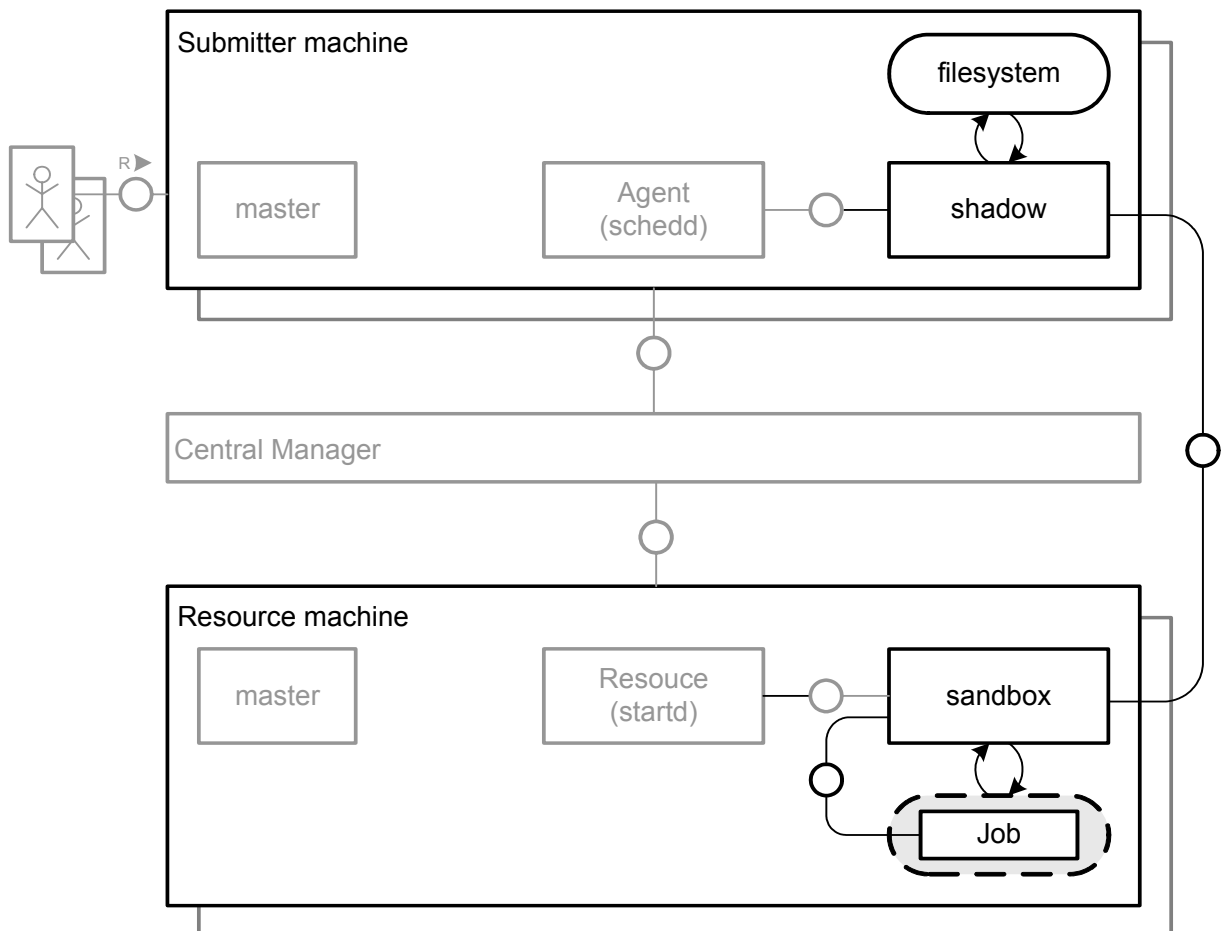 Submitter machine
filesystem
R
master
Agent
(schedd)
shadow
Central Manager
Resource machine
master
Resouce
(startd)
sandbox
Job